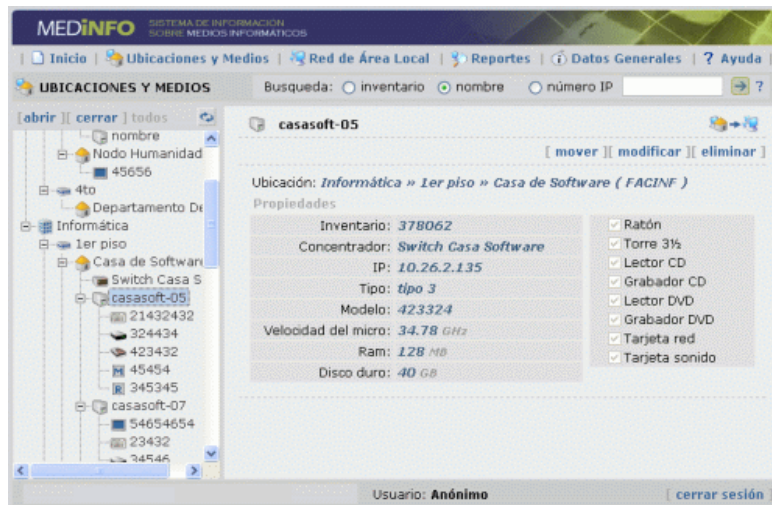 MEDiNFO SISTEMA DE INFORMACION
SOBRE MEDIOS INFORMÁTICOS
| Inicio | Ubicaciones y Medios | Red de Área Local | Reportes | Datos Generales | ? Ayuda |
UBICACIONES Y MEDIOS Busqueda: inventario nombre número IP ?
[abrir ][ cerrar ] todos
nombre
Nodo Humanidad
45656
4to
Departamento De
Informática
1er piso
Casa de Softwar
Switch Casa S
casasoft-05
21432432
324434
423432
M 45454
R 345345
casasoft-07
54654654
23432
34546
casasoft-05
[ mover ][ modificar ][ eliminar ]
Ubicación: Informática » 1er piso » Casa de Software ( FACINF )
Propiedades
Inventario: 378062
Concentrador: Switch Casa Software
IP: 10.26.2.135
Tipo: tipo 3
Modelo: 423324
Velocidad del micro: 34.78 GHz
Ram: 128 MB
Disco duro: 40 GB
Ratón
Torre 3½
Lector CD
Grabador CD
Lector DVD
Grabador DVD
Tarjeta red
Tarjeta sonido
Usuario: Anónimo [ cerrar sesión ]